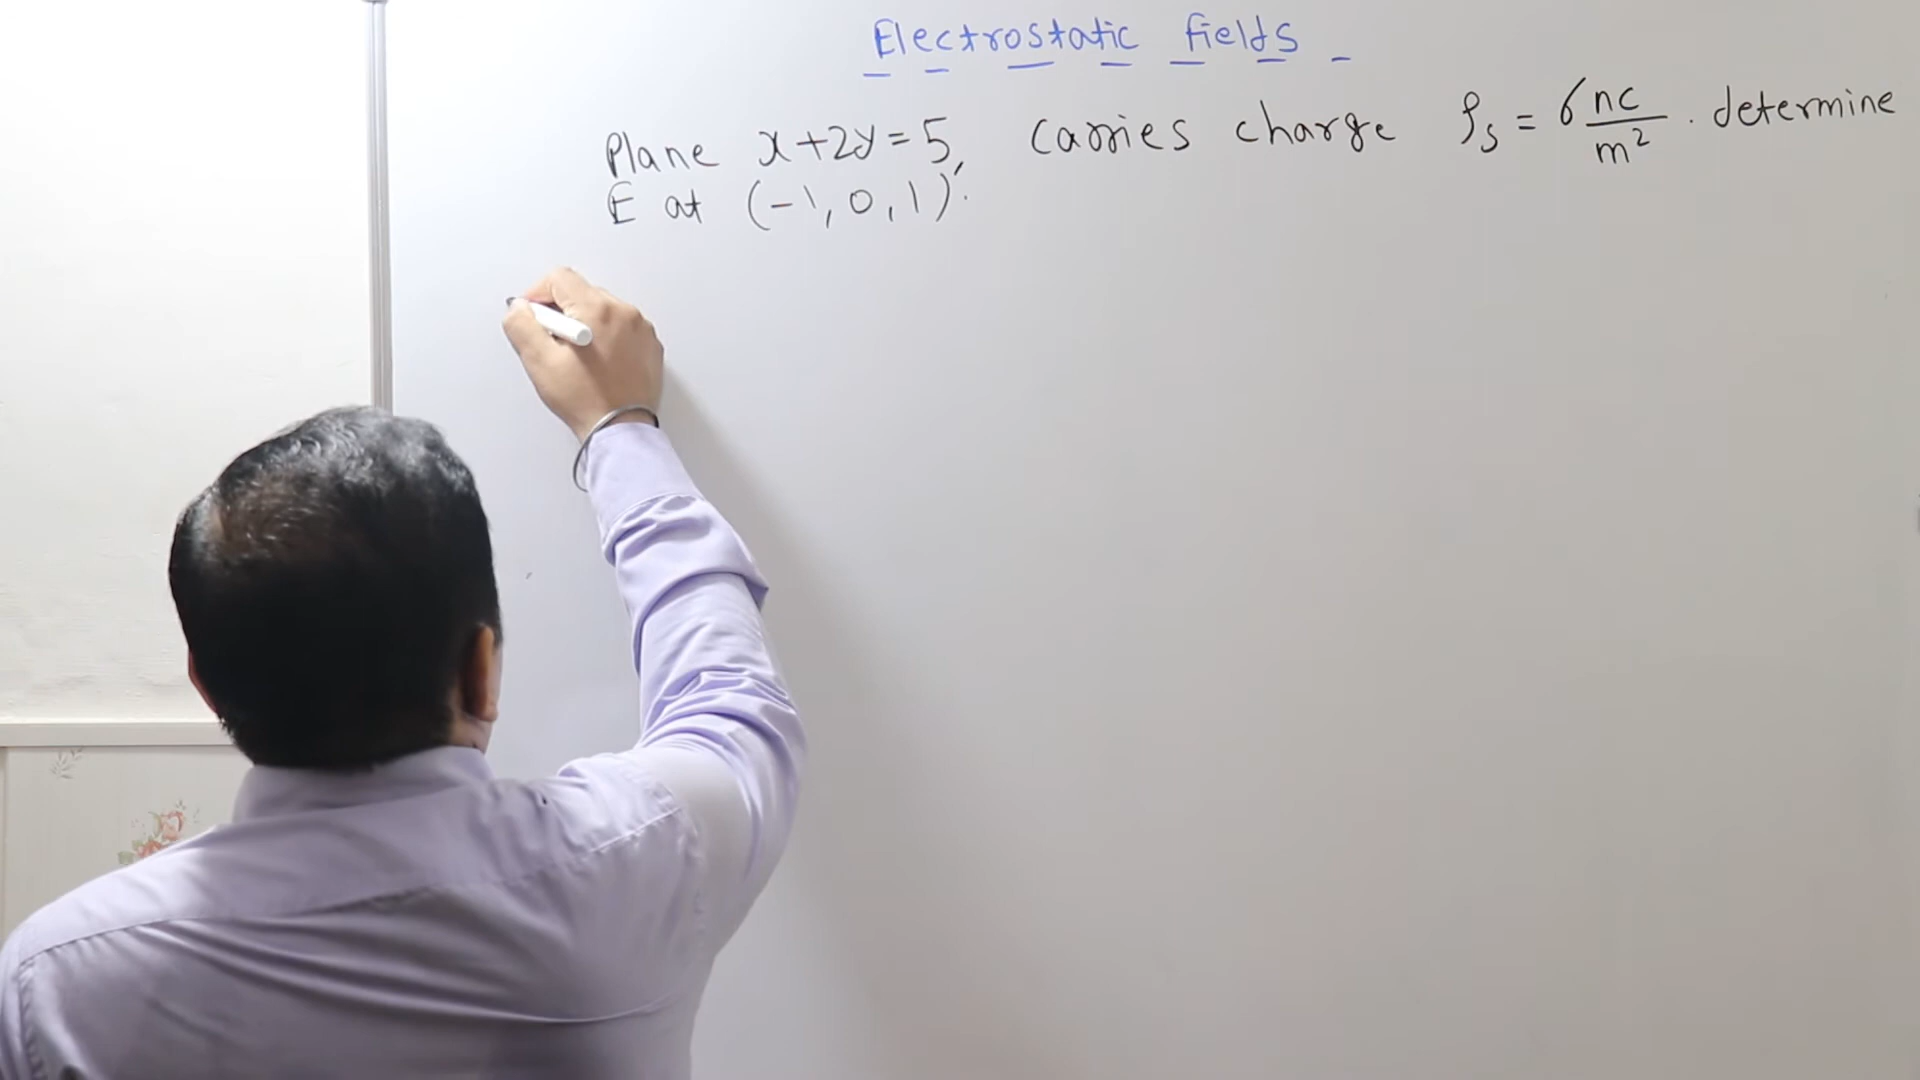 Electrostatic fields
Plane x+2y=5, carries charge ρs = 6 nc/m². determine
E at (-1, 0, 1).